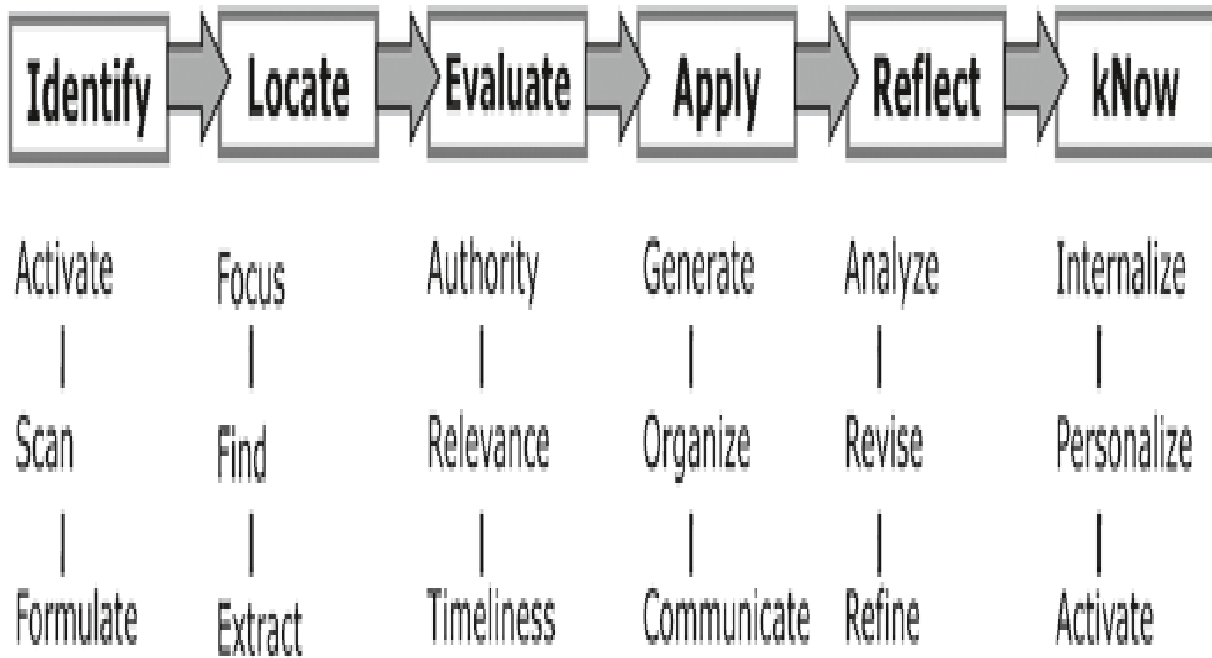 Identify Locate Evaluate Apply Reflect kNow
Activate Focus Authority Generate Analyze Internalize
Scan Find Relevance Organize Revise Personalize
Formulate Extract Timeliness Communicate Refine Activate